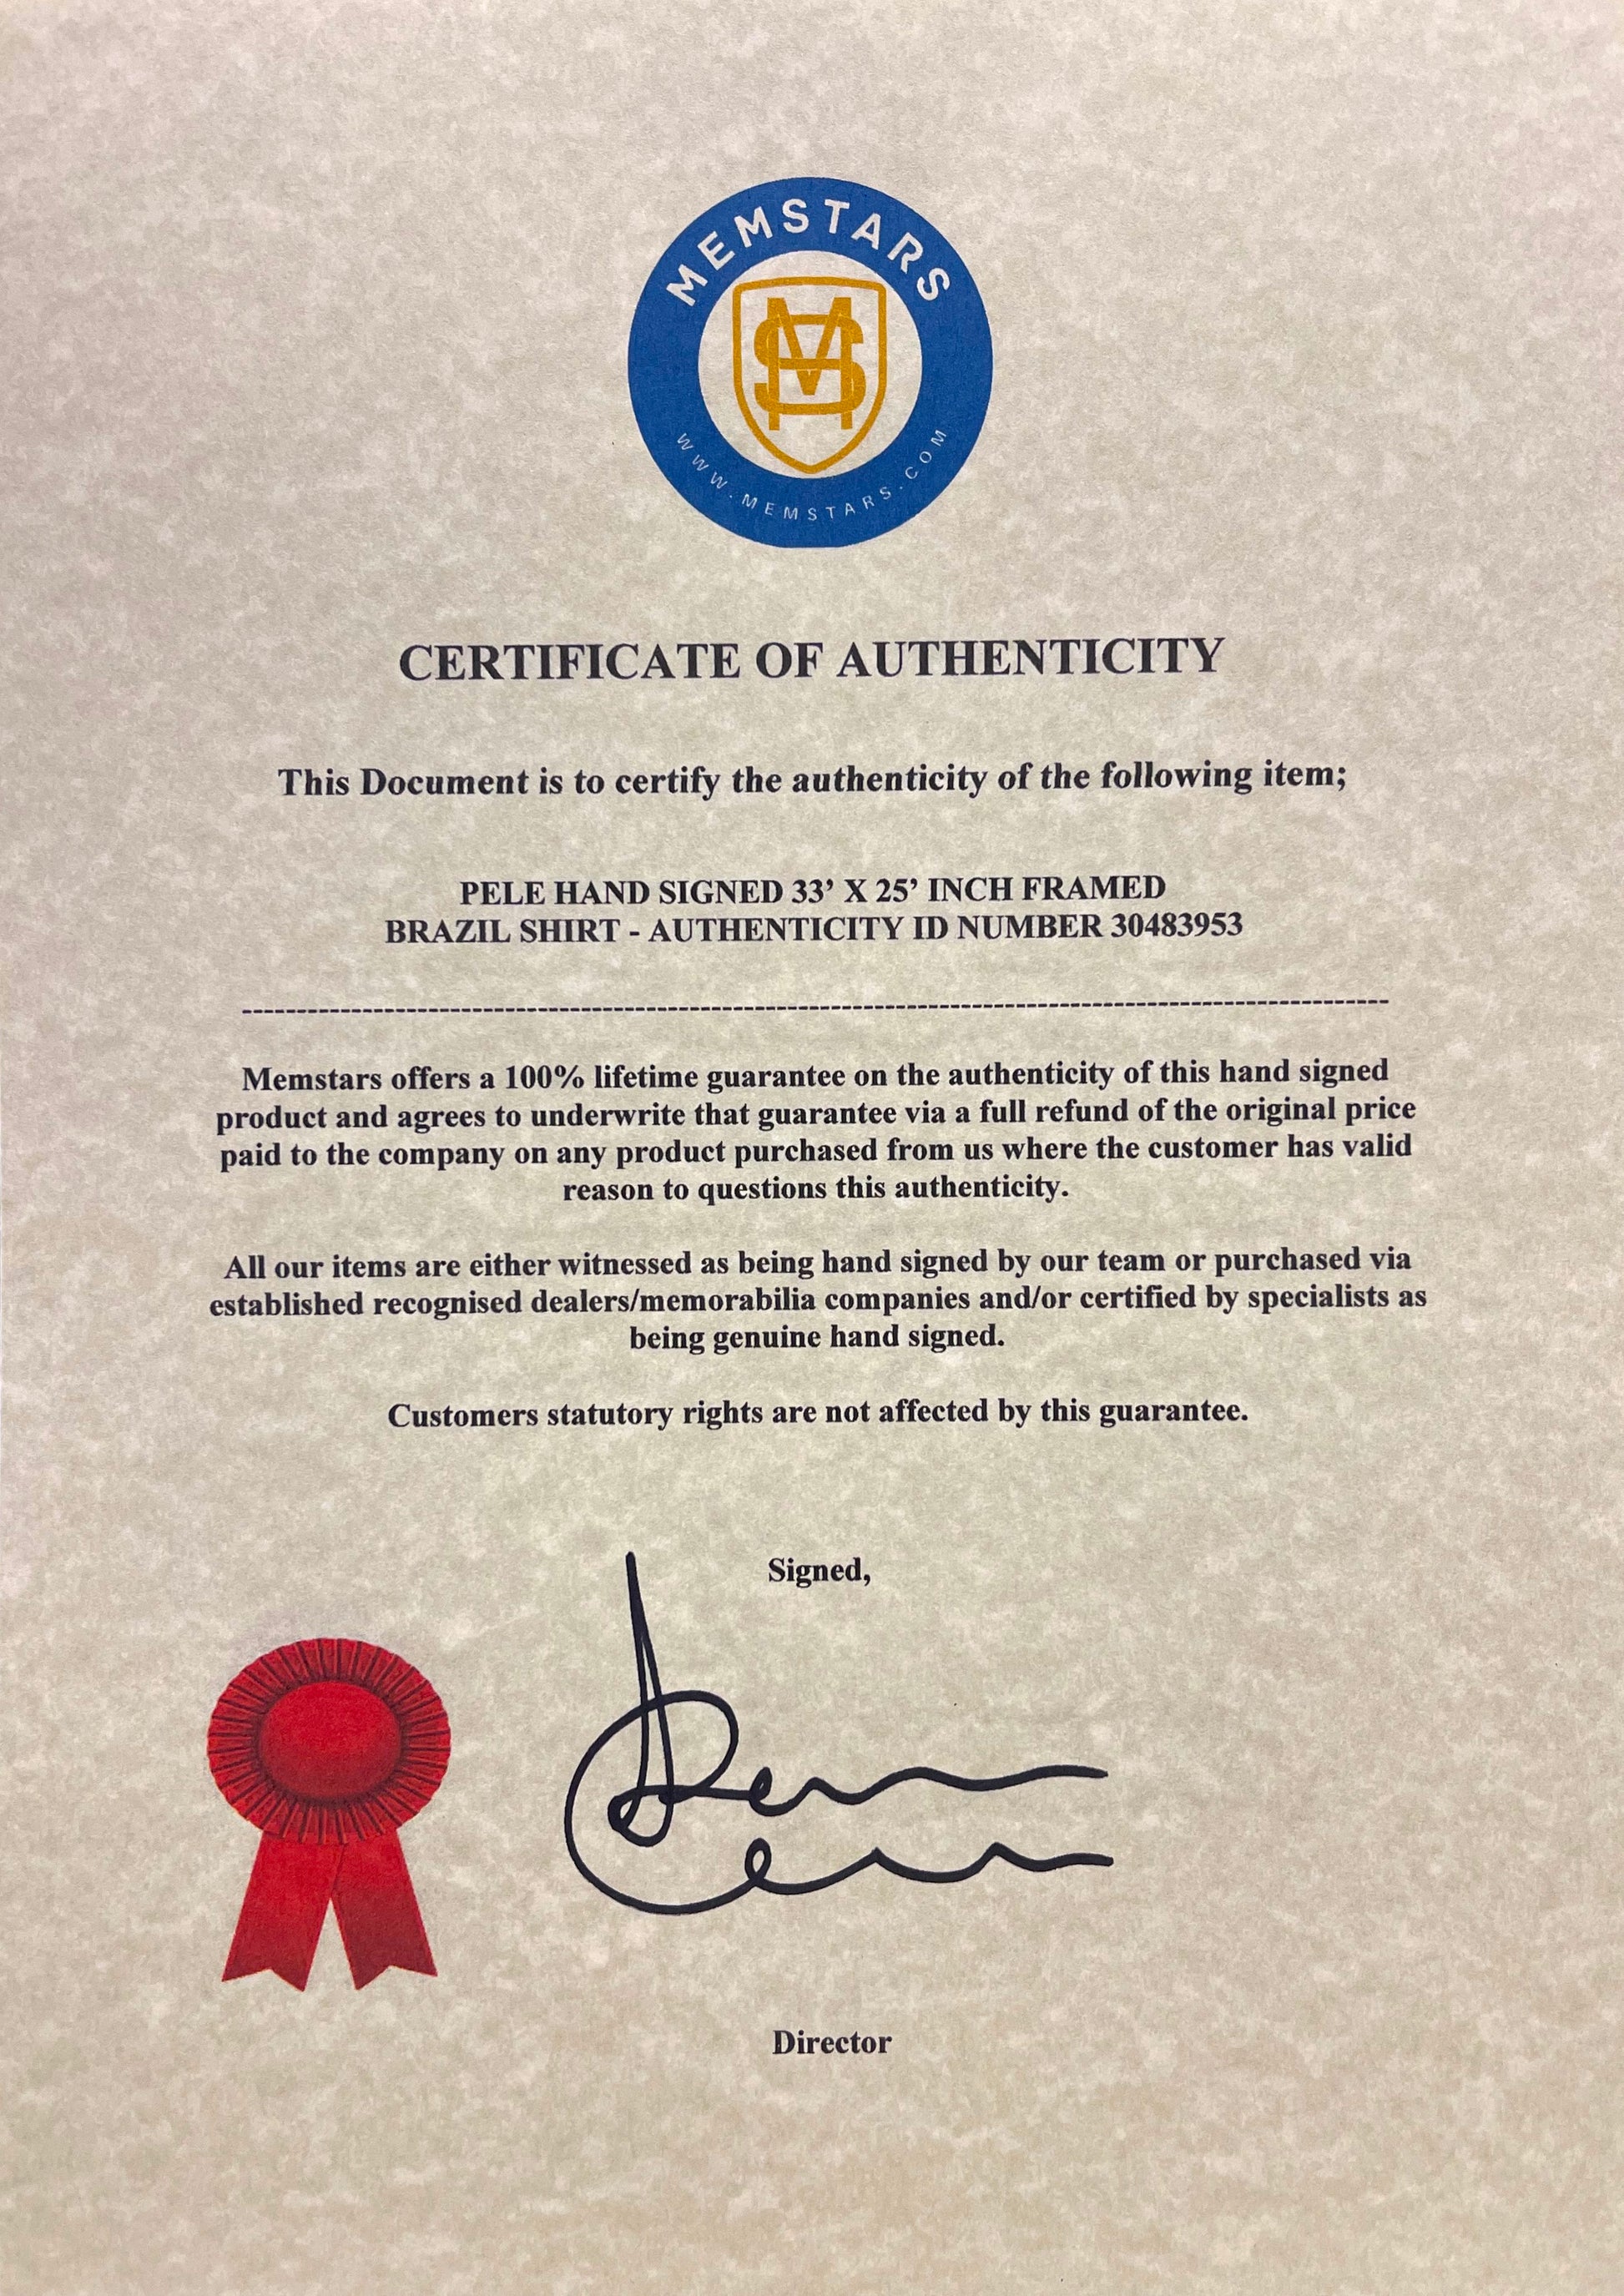 MEMSTARS
WWW.MEMSTARS.COM
CERTIFICATE OF AUTHENTICITY
This Document is to certify the authenticity of the following item;
PELE HAND SIGNED 33’ X 25’ INCH FRAMED
BRAZIL SHIRT - AUTHENTICITY ID NUMBER 30483953
Memstars offers a 100% lifetime guarantee on the authenticity of this hand signed
product and agrees to underwrite that guarantee via a full refund of the original price
paid to the company on any product purchased from us where the customer has valid
reason to questions this authenticity.
All our items are either witnessed as being hand signed by our team or purchased via
established recognised dealers/memorabilia companies and/or certified by specialists as
being genuine hand signed.
Customers statutory rights are not affected by this guarantee.
Signed,
Director